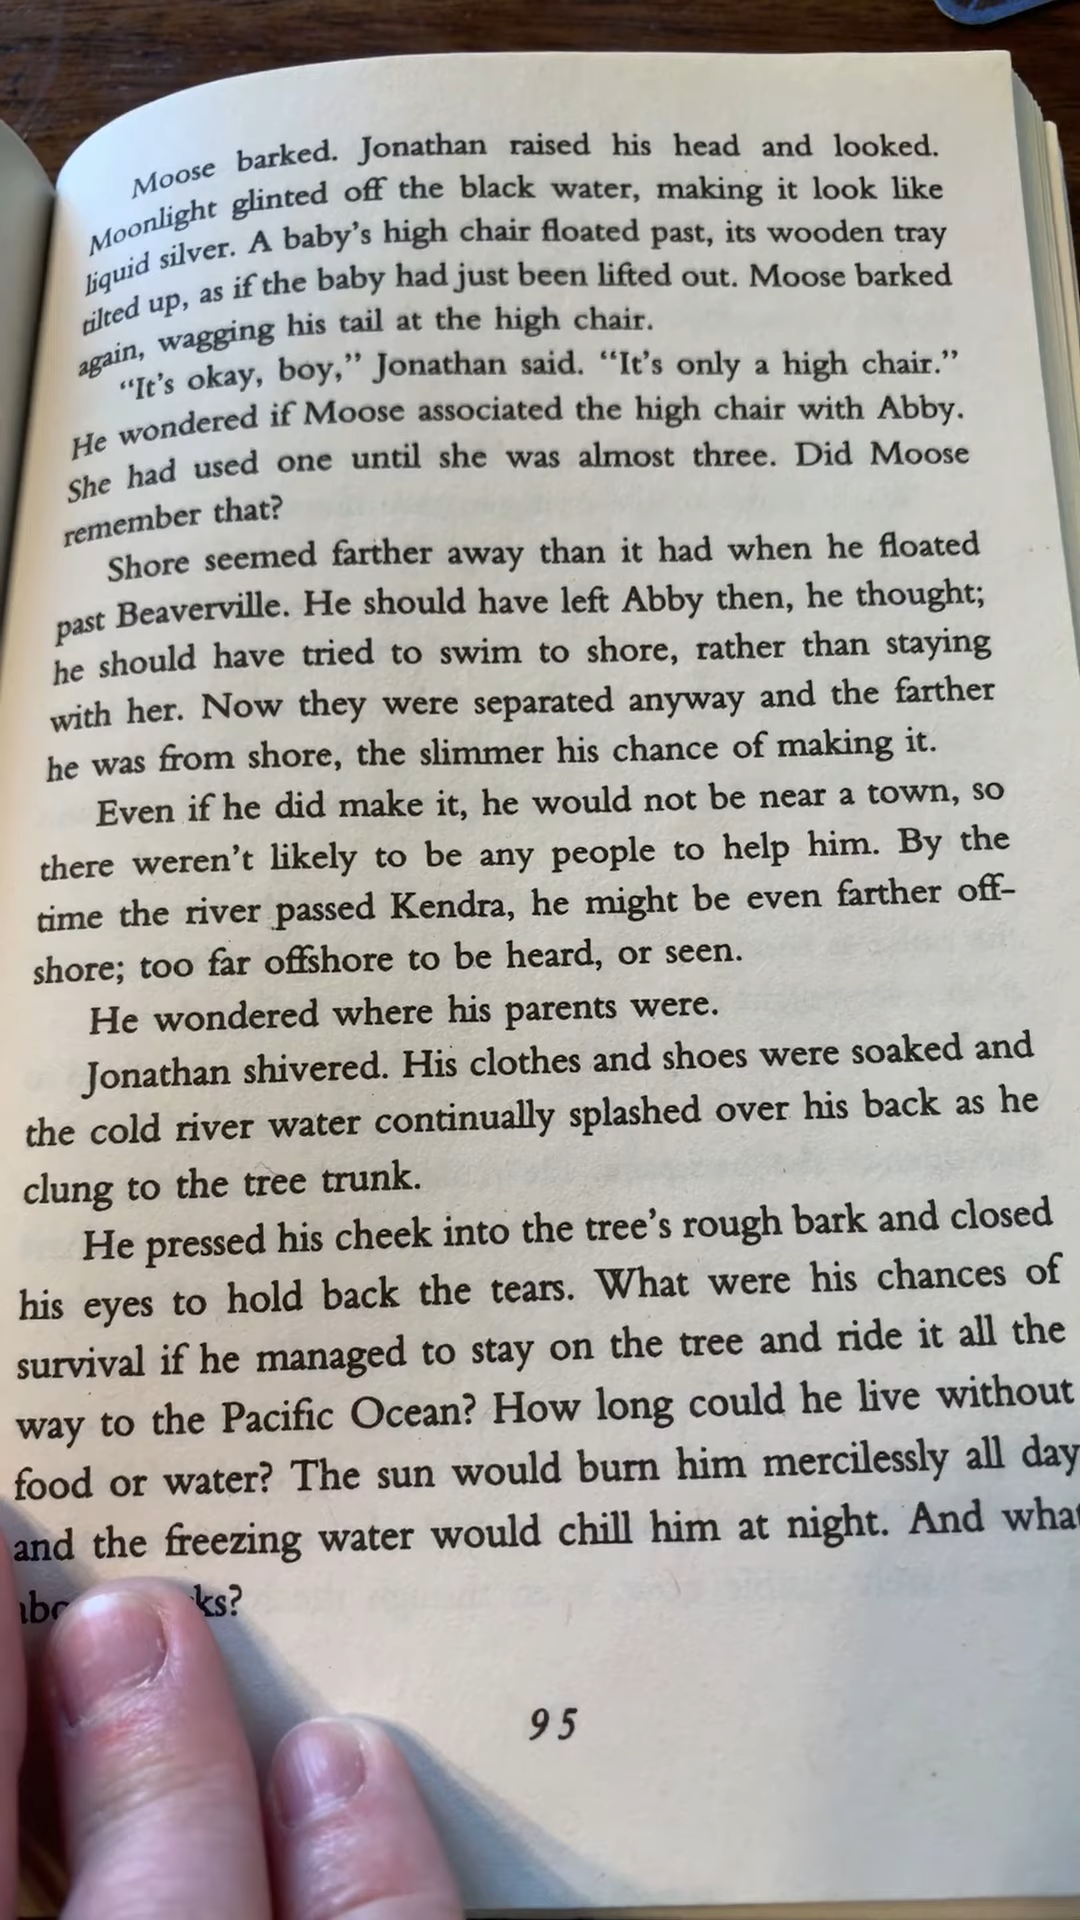 Moose barked. Jonathan raised his head and looked.
Moonlight glinted off the black water, making it look like
liquid silver. A baby's high chair floated past, its wooden tray
tilted up, as if the baby had just been lifted out. Moose barked
again, wagging his tail at the high chair.
“It's okay, boy,” Jonathan said. “It's only a high chair.”
He wondered if Moose associated the high chair with Abby.
She had used one until she was almost three. Did Moose
remember that?
Shore seemed farther away than it had when he floated
past Beaverville. He should have left Abby then, he thought;
he should have tried to swim to shore, rather than staying
with her. Now they were separated anyway and the farther
he was from shore, the slimmer his chance of making it.
Even if he did make it, he would not be near a town, so
there weren't likely to be any people to help him. By the
time the river passed Kendra, he might be even farther off-
shore; too far offshore to be heard, or seen.
He wondered where his parents were.
Jonathan shivered. His clothes and shoes were soaked and
the cold river water continually splashed over his back as he
clung to the tree trunk.
He pressed his cheek into the tree's rough bark and closed
his eyes to hold back the tears. What were his chances of
survival if he managed to stay on the tree and ride it all the
way to the Pacific Ocean? How long could he live without
food or water? The sun would burn him mercilessly all day
and the freezing water would chill him at night. And what
95